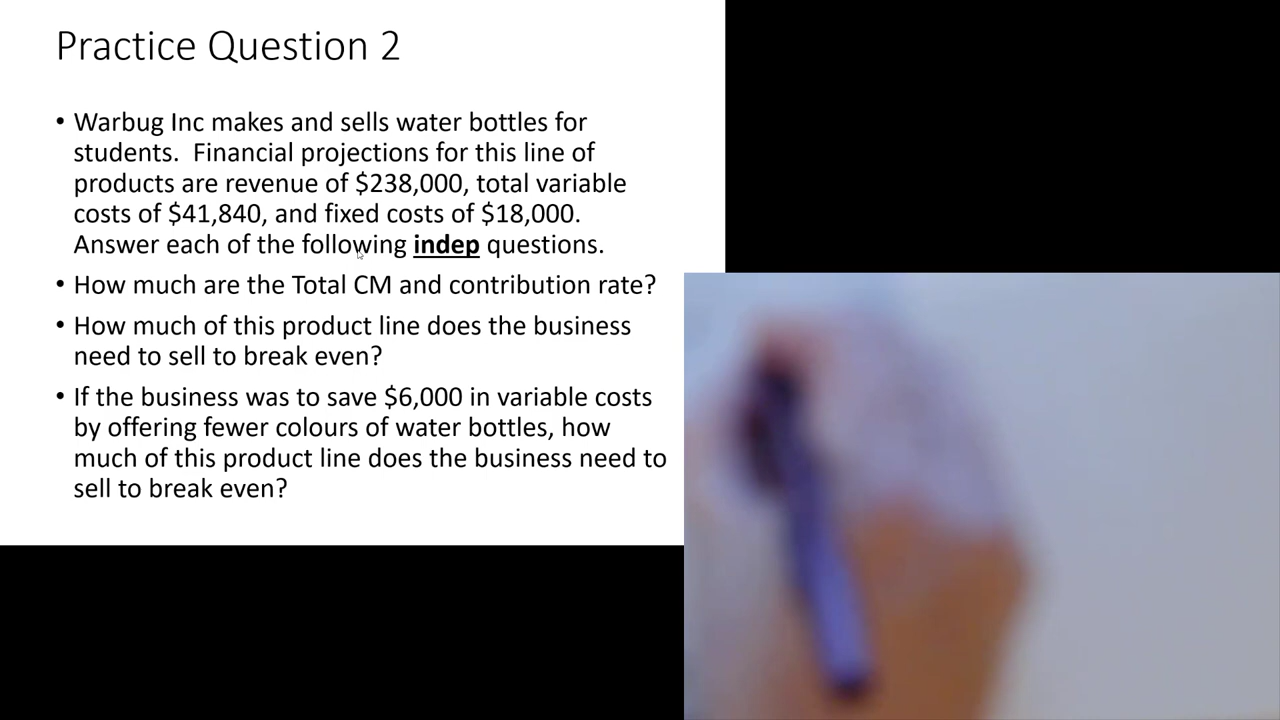 Practice Question 2
• Warbug Inc makes and sells water bottles for
students.  Financial projections for this line of
products are revenue of $238,000, total variable
costs of $41,840, and fixed costs of $18,000.
Answer each of the following indep questions.
• How much are the Total CM and contribution rate?
• How much of this product line does the business
need to sell to break even?
• If the business was to save $6,000 in variable costs
by offering fewer colours of water bottles, how
much of this product line does the business need to
sell to break even?